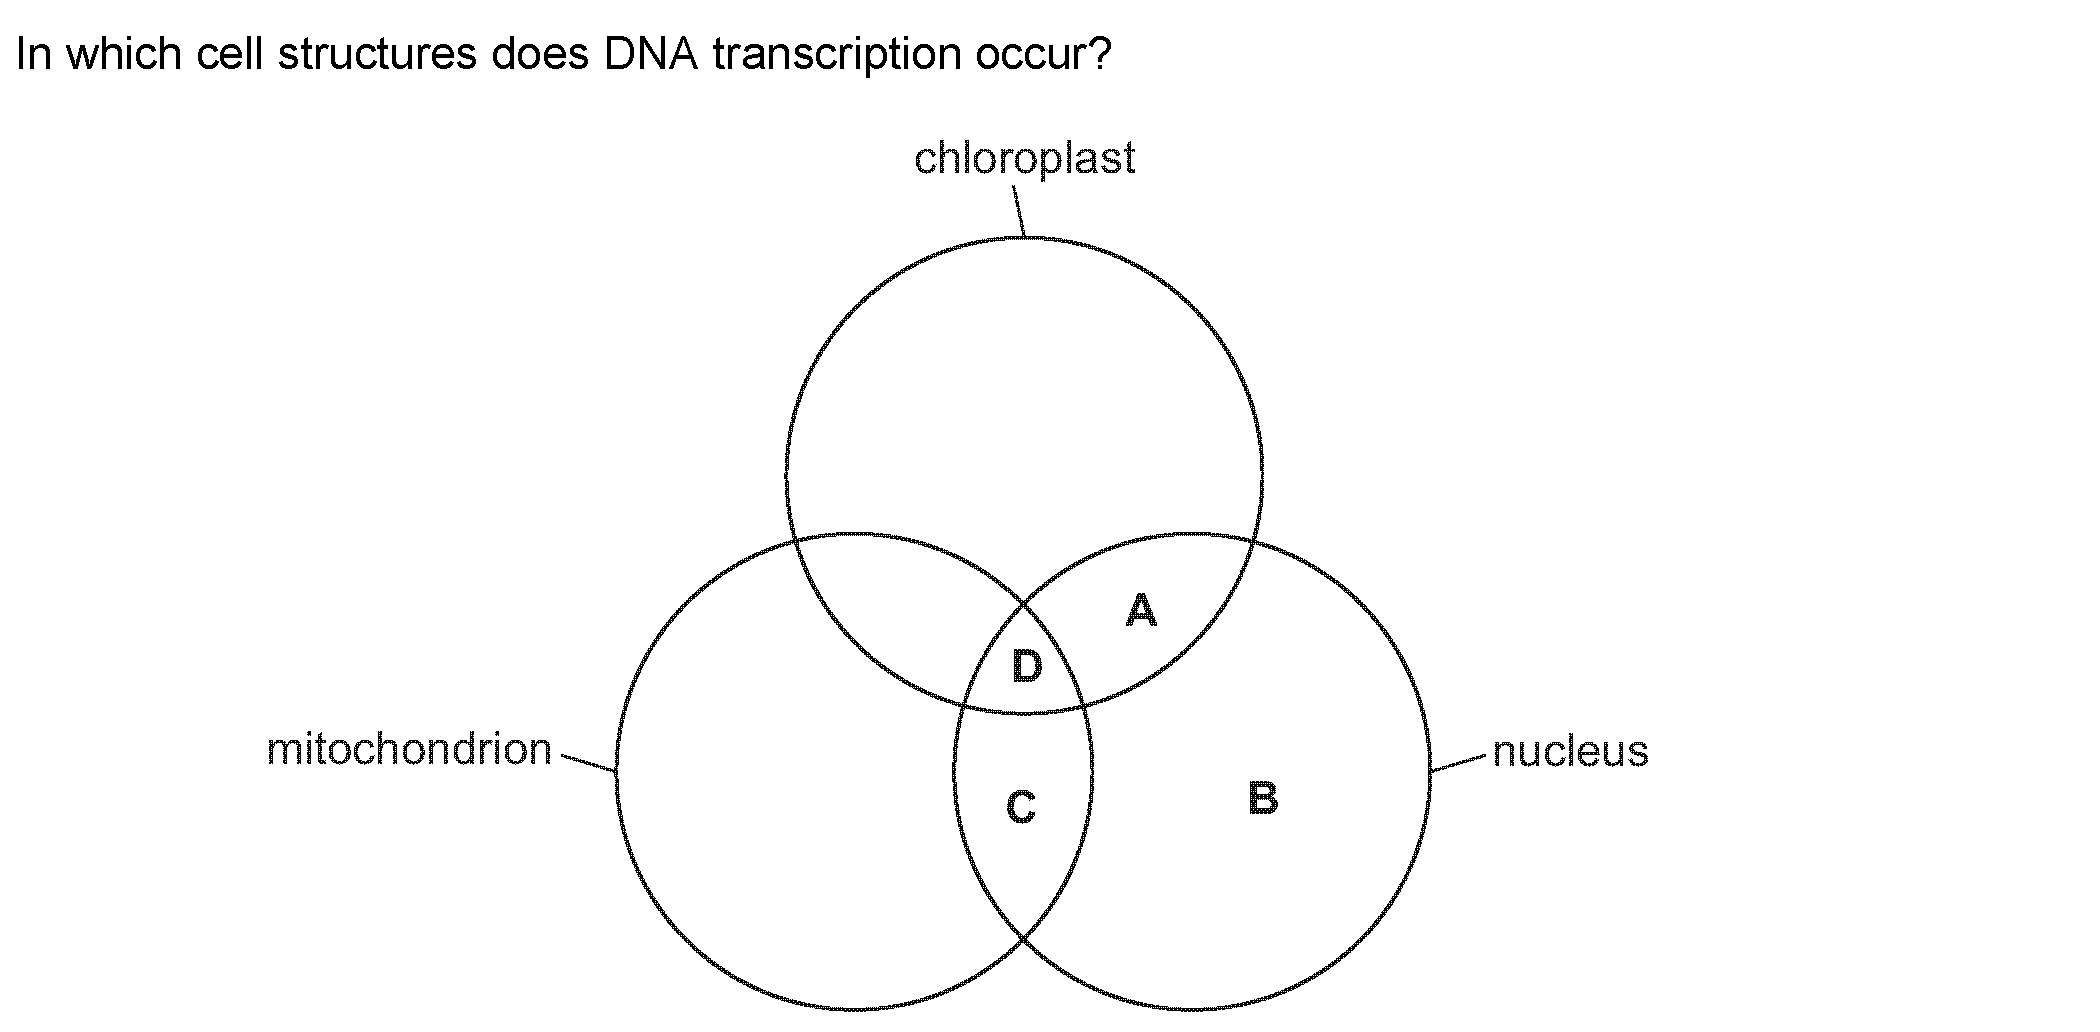 In which cell structures does DNA transcription occur?
chloroplast
A
D
mitochondrion
nucleus
B
C